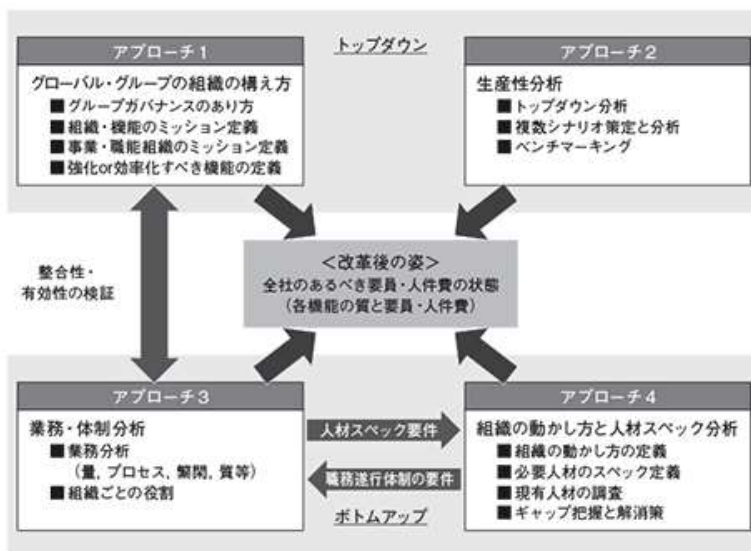 アプローチ1
グローバル・グループの組織の構え方
■グループガバナンスのあり方
■組織・機能のミッション定義
■事業・職能組織のミッション定義
■強化or効率化すべき機能の定義
トップダウン
アプローチ2
生産性分析
■トップダウン分析
■複数シナリオ策定と分析
■ベンチマーキング
整合性・
有効性の検証
＜改革後の姿＞
全社のあるべき要員・人件費の状態
（各機能の質と要員・人件費）
アプローチ3
業務・体制分析
■業務分析
（量, プロセス, 繁閑, 質等）
■組織ごとの役割
人材スペック要件
職務遂行体制の要件
ボトムアップ
アプローチ4
組織の動かし方と人材スペック分析
■組織の動かし方の定義
■必要人材のスペック定義
■現有人材の調査
■ギャップ把握と解消策